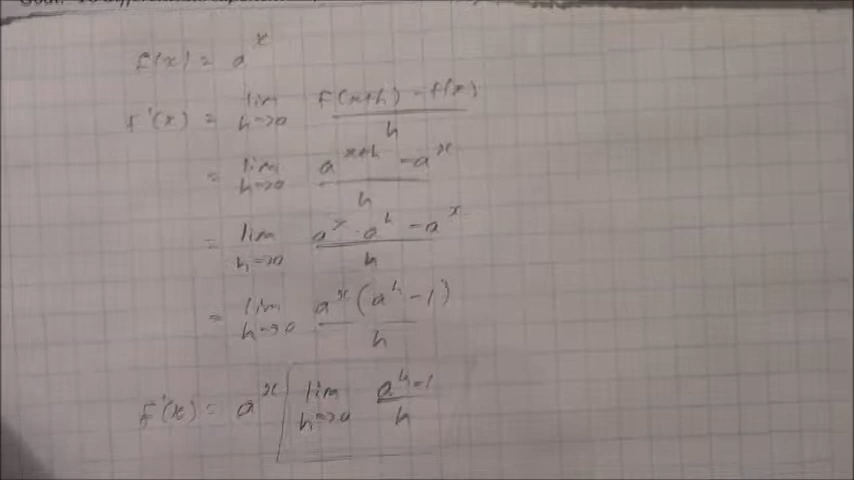 f(x) = a^x
f'(x) = lim h→0 (f(x+h) - f(x))/h
= lim h→0 (a^(x+h) - a^x)/h
= lim h→0 (a^x · a^h - a^x)/h
= lim h→0 a^x (a^h - 1)/h
f'(x) = a^x lim h→0 (a^h - 1)/h